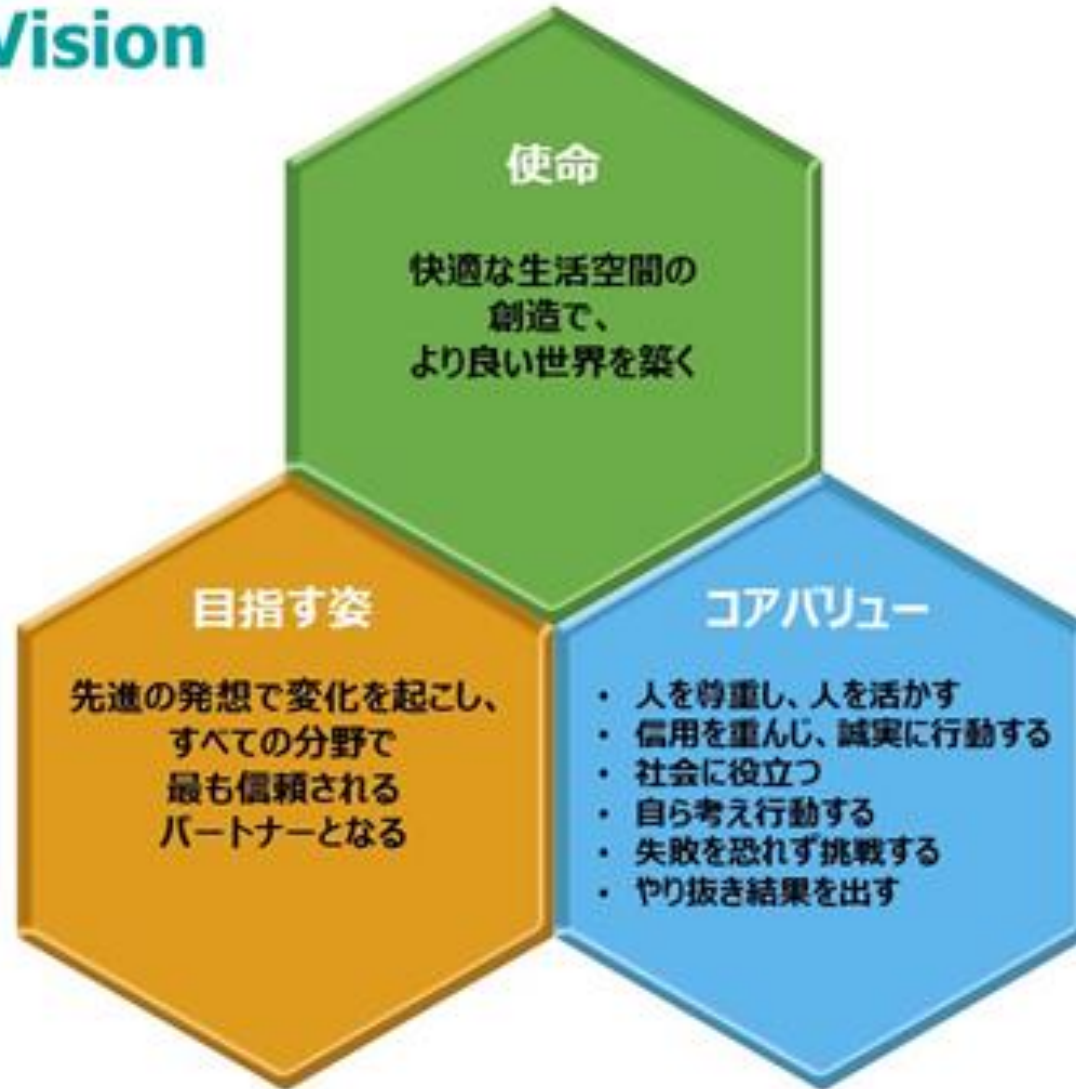 Vision
使命
快適な生活空間の
創造で、
より良い世界を築く
目指す姿
先進の発想で変化を起こし、
すべての分野で
最も信頼される
パートナーとなる
コアバリュー
• 人を尊重し、人を活かす
• 信用を重んじ、誠実に行動する
• 社会に役立つ
• 自ら考え行動する
• 失敗を恐れず挑戦する
• やり抜き結果を出す